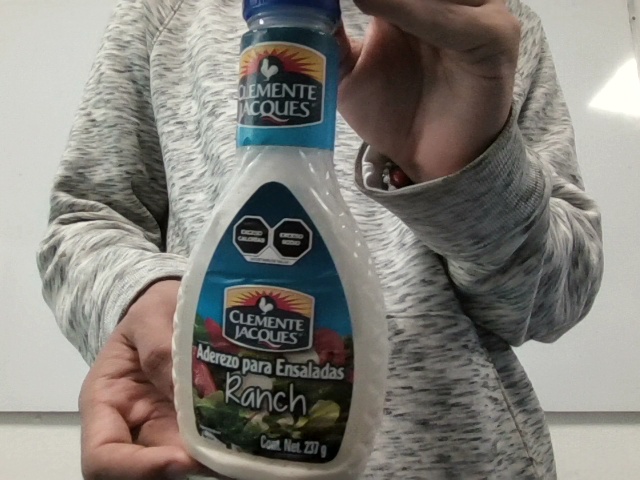 CLEMENTE
JACQUES
EXCESO
CALORÍAS
EXCESO
SODIO
CLEMENTE
JACQUES
Aderezo para Ensaladas
Ranch
Cont. Net. 237 g